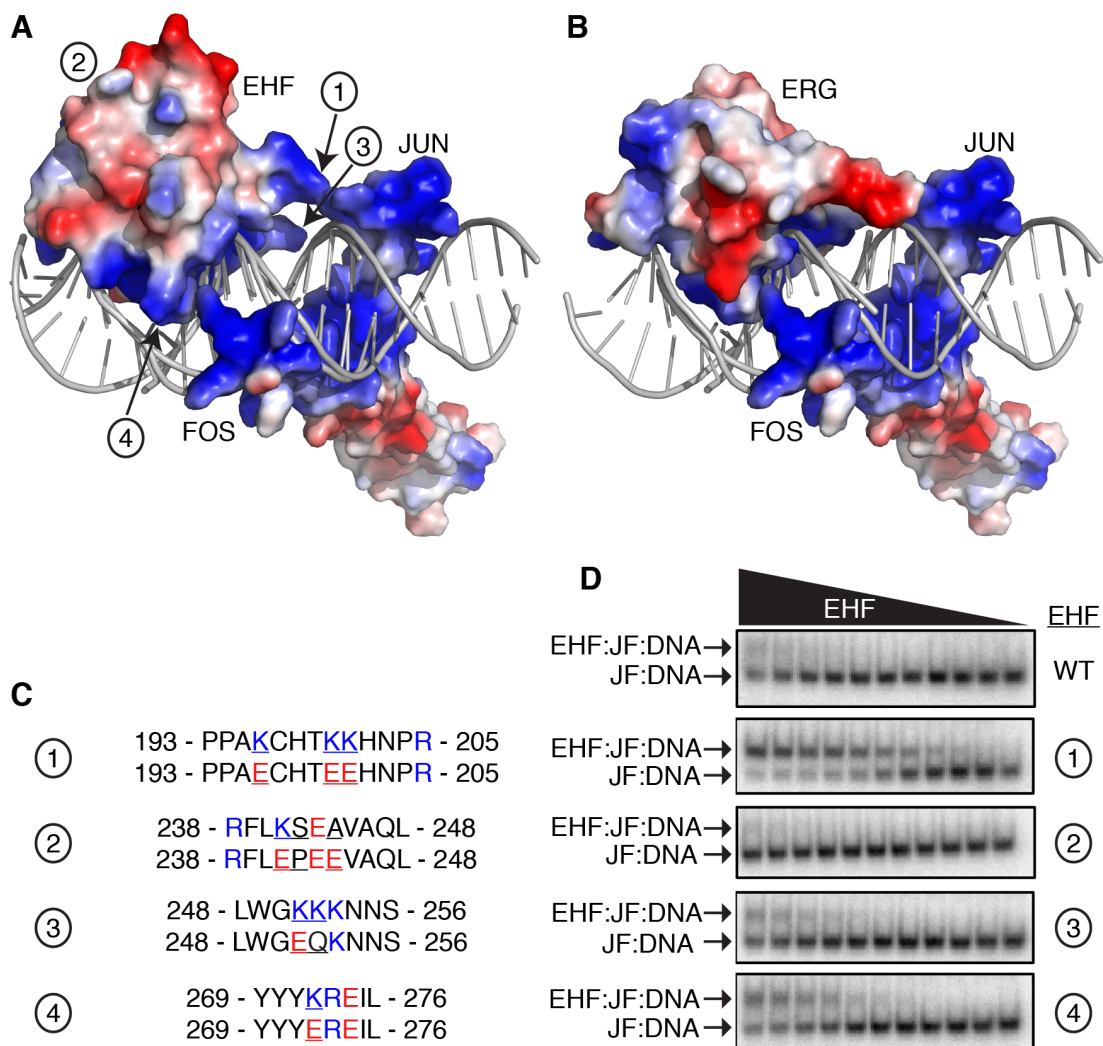 A
B
2
EHF
1
3
JUN
4
FOS
ERG
JUN
FOS
C
1
193 - PPAKCHTKKHNPR - 205
193 - PPAECHTEEHNPR - 205
2
238 - RFLKSEAVAQL - 248
238 - RFLEPEEVAQL - 248
3
248 - LWGKKKNNS - 256
248 - LWGEQKNNS - 256
4
269 - YYYKREIL - 276
269 - YYYEREIL - 276
D
EHF
EHF
EHF:JF:DNA
JF:DNA
WT
EHF:JF:DNA
JF:DNA
1
EHF:JF:DNA
JF:DNA
2
EHF:JF:DNA
JF:DNA
3
EHF:JF:DNA
JF:DNA
4